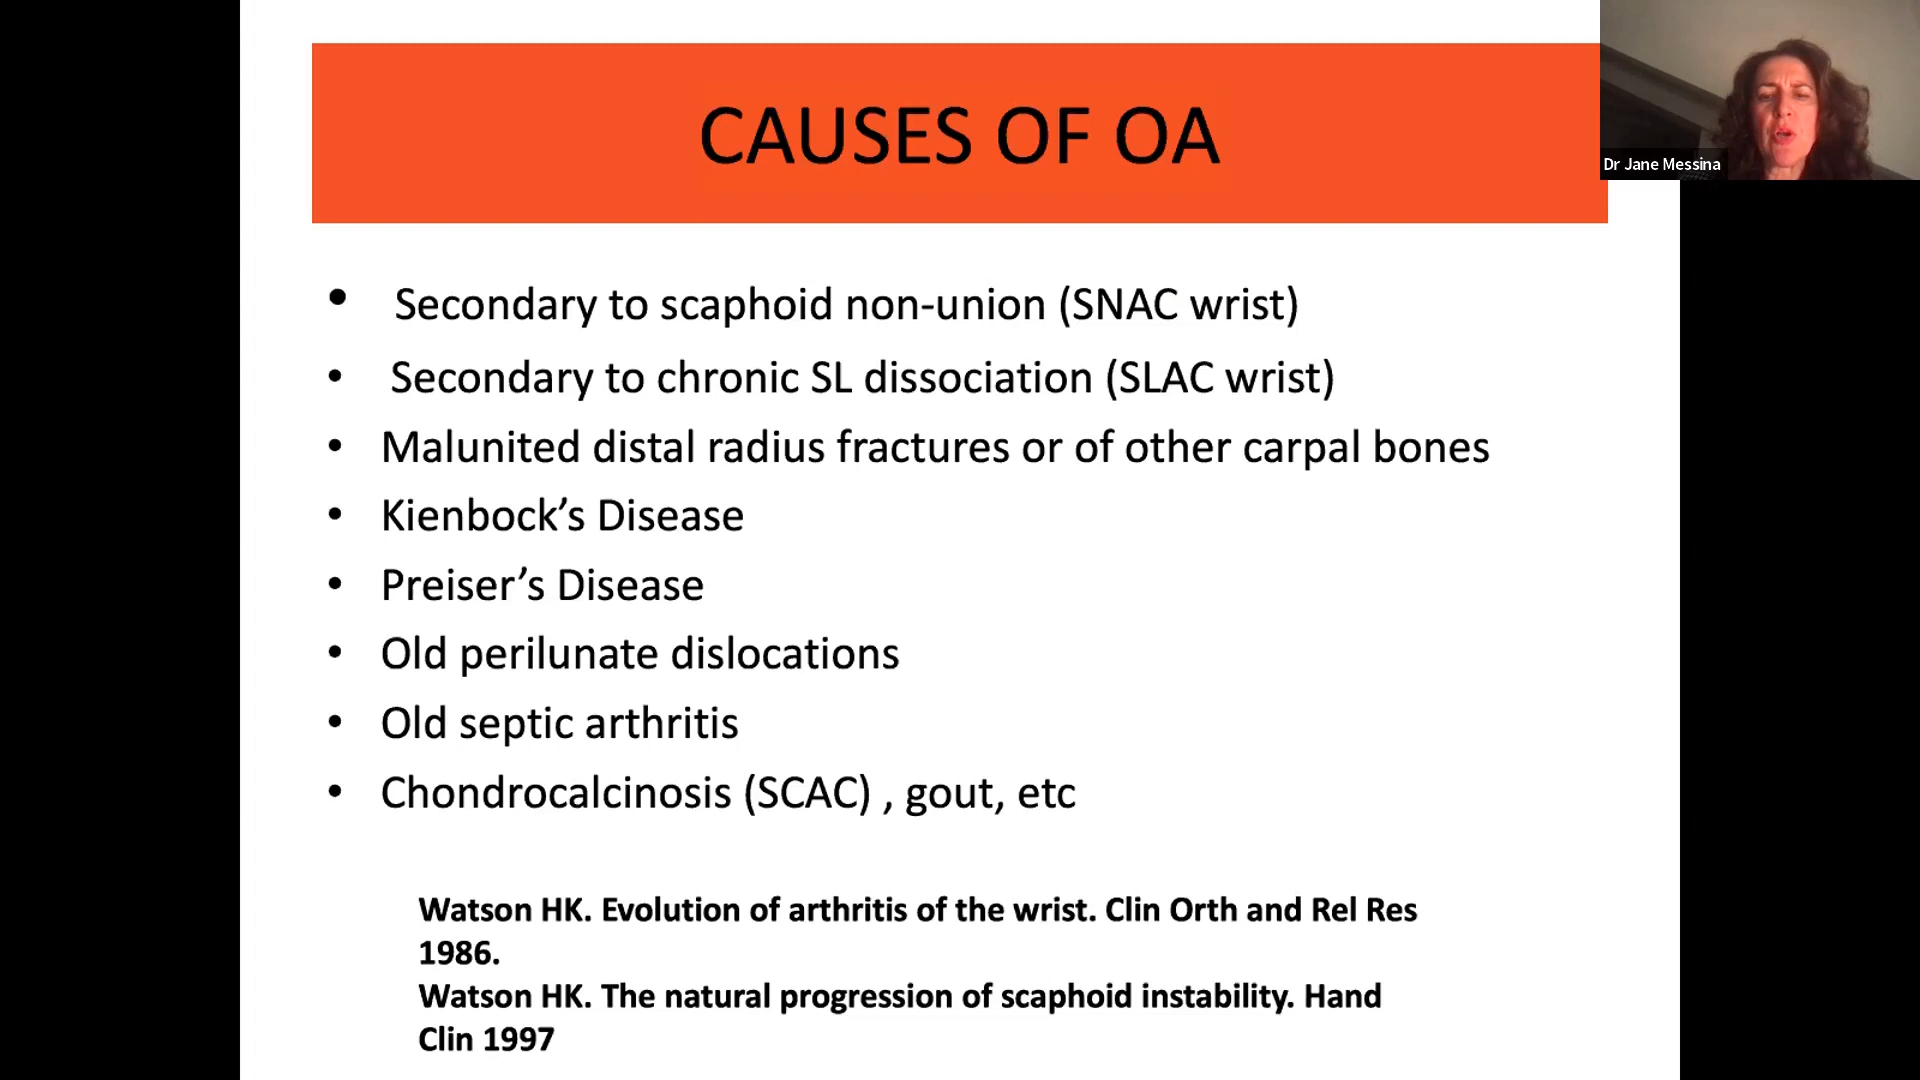 CAUSES OF OA
Dr Jane Messina
• Secondary to scaphoid non-union (SNAC wrist)
• Secondary to chronic SL dissociation (SLAC wrist)
• Malunited distal radius fractures or of other carpal bones
• Kienbock’s Disease
• Preiser’s Disease
• Old perilunate dislocations
• Old septic arthritis
• Chondrocalcinosis (SCAC) , gout, etc
Watson HK. Evolution of arthritis of the wrist. Clin Orth and Rel Res
1986.
Watson HK. The natural progression of scaphoid instability. Hand
Clin 1997